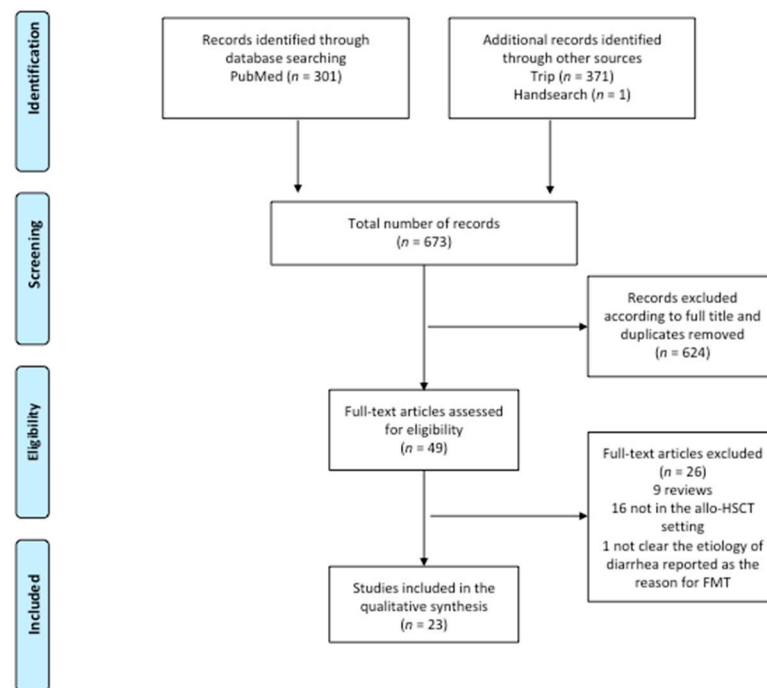 Identification
Records identified through
database searching
PubMed (n = 301)
Additional records identified
through other sources
Trip (n = 371)
Handsearch (n = 1)
Screening
Total number of records
(n = 673)
Records excluded
according to full title and
duplicates removed
(n = 624)
Eligibility
Full-text articles assessed
for eligibility
(n = 49)
Full-text articles excluded
(n = 26)
9 reviews
16 not in the allo-HSCT
setting
1 not clear the etiology of
diarrhea reported as the
reason for FMT
Included
Studies included in the
qualitative synthesis
(n = 23)